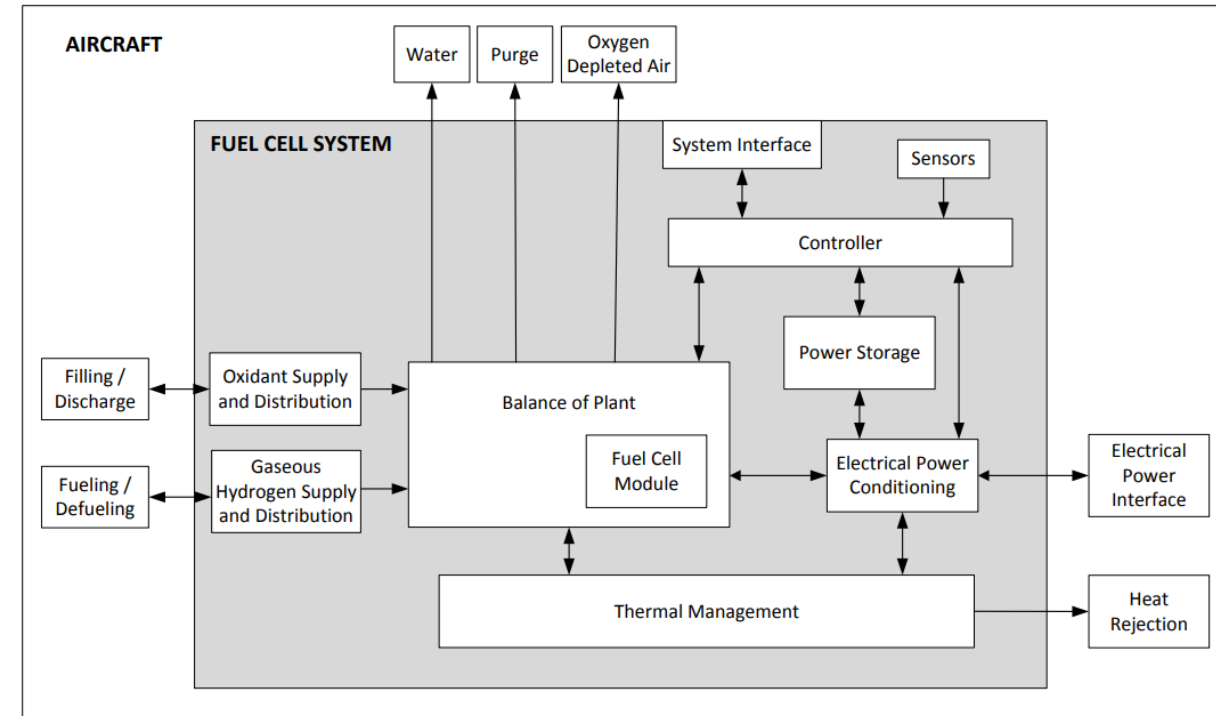 AIRCRAFT
Water
Purge
Oxygen
Depleted Air
FUEL CELL SYSTEM
System Interface
Sensors
Controller
Power Storage
Filling /
Discharge
Oxidant Supply
and Distribution
Balance of Plant
Fuel Cell
Module
Fueling /
Defueling
Gaseous
Hydrogen Supply
and Distribution
Electrical Power
Conditioning
Electrical
Power
Interface
Thermal Management
Heat
Rejection